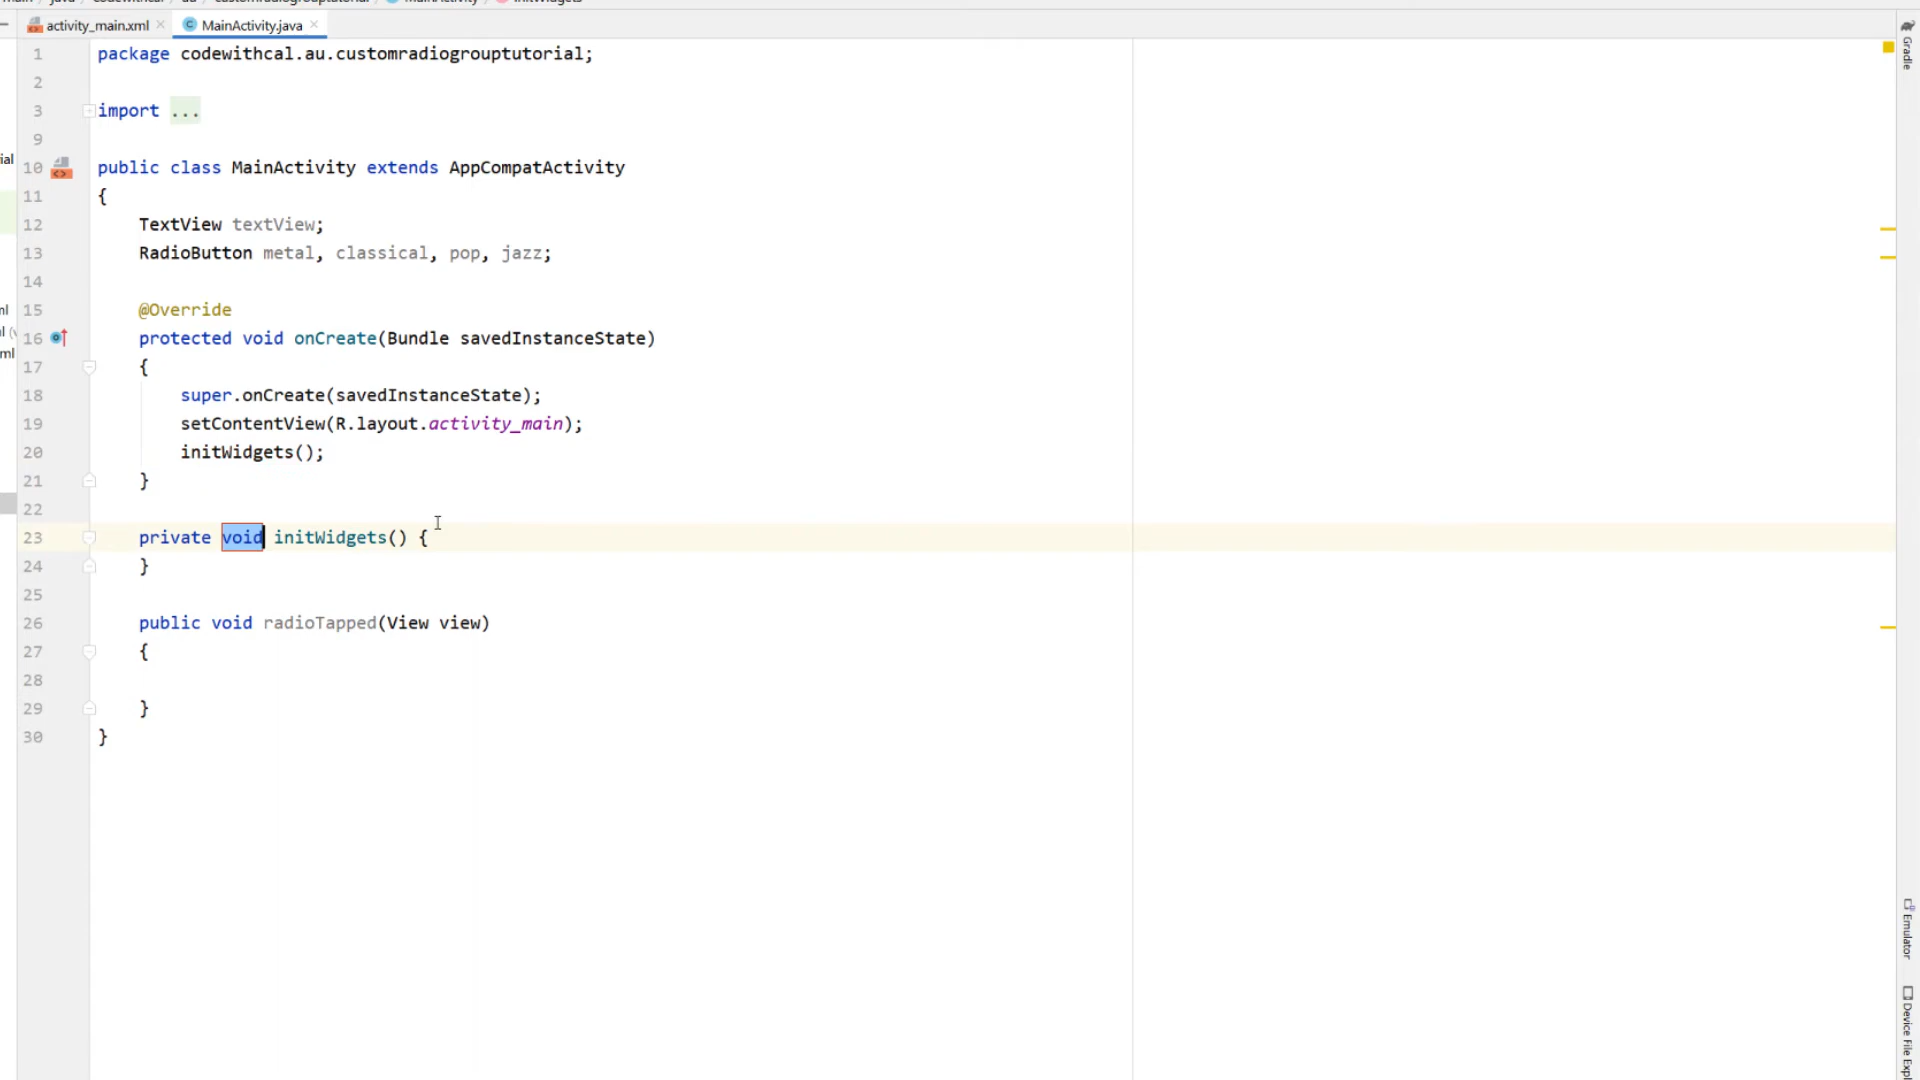 activity_main.xml
MainActivity.java
1 package codewithcal.au.customradiogrouptutorial;
2
3 import ...
9
10 public class MainActivity extends AppCompatActivity
11 {
12 TextView textView;
13 RadioButton metal, classical, pop, jazz;
14
15 @Override
16 protected void onCreate(Bundle savedInstanceState)
17 {
18 super.onCreate(savedInstanceState);
19 setContentView(R.layout.activity_main);
20 initWidgets();
21 }
22
23 private void initWidgets() {
24 }
25
26 public void radioTapped(View view)
27 {
28
29 }
30 }
Gradle
Emulator
Device File Expl